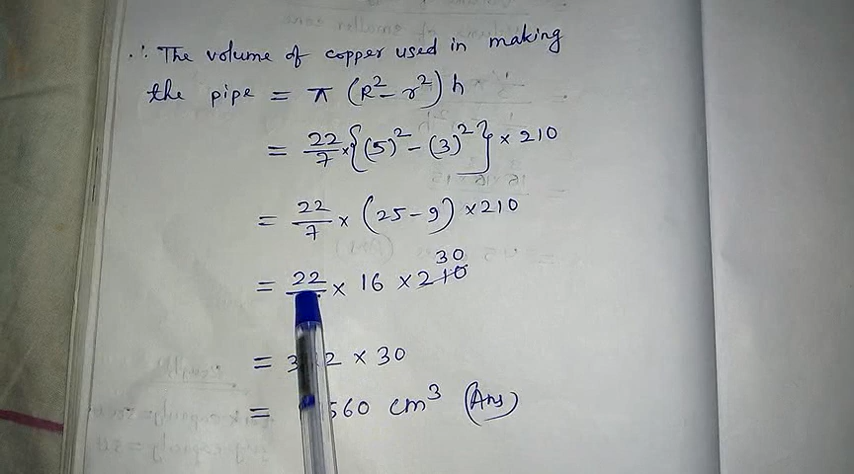 ∴ The volume of copper used in making
the pipe = π (R² - r²) h
= 22/7 × {(5)² - (3)²} × 210
= 22/7 × (25 - 9) × 210
30
= 22 × 16 × 210
= 3 2 × 30
= 560 cm³ (Ans)